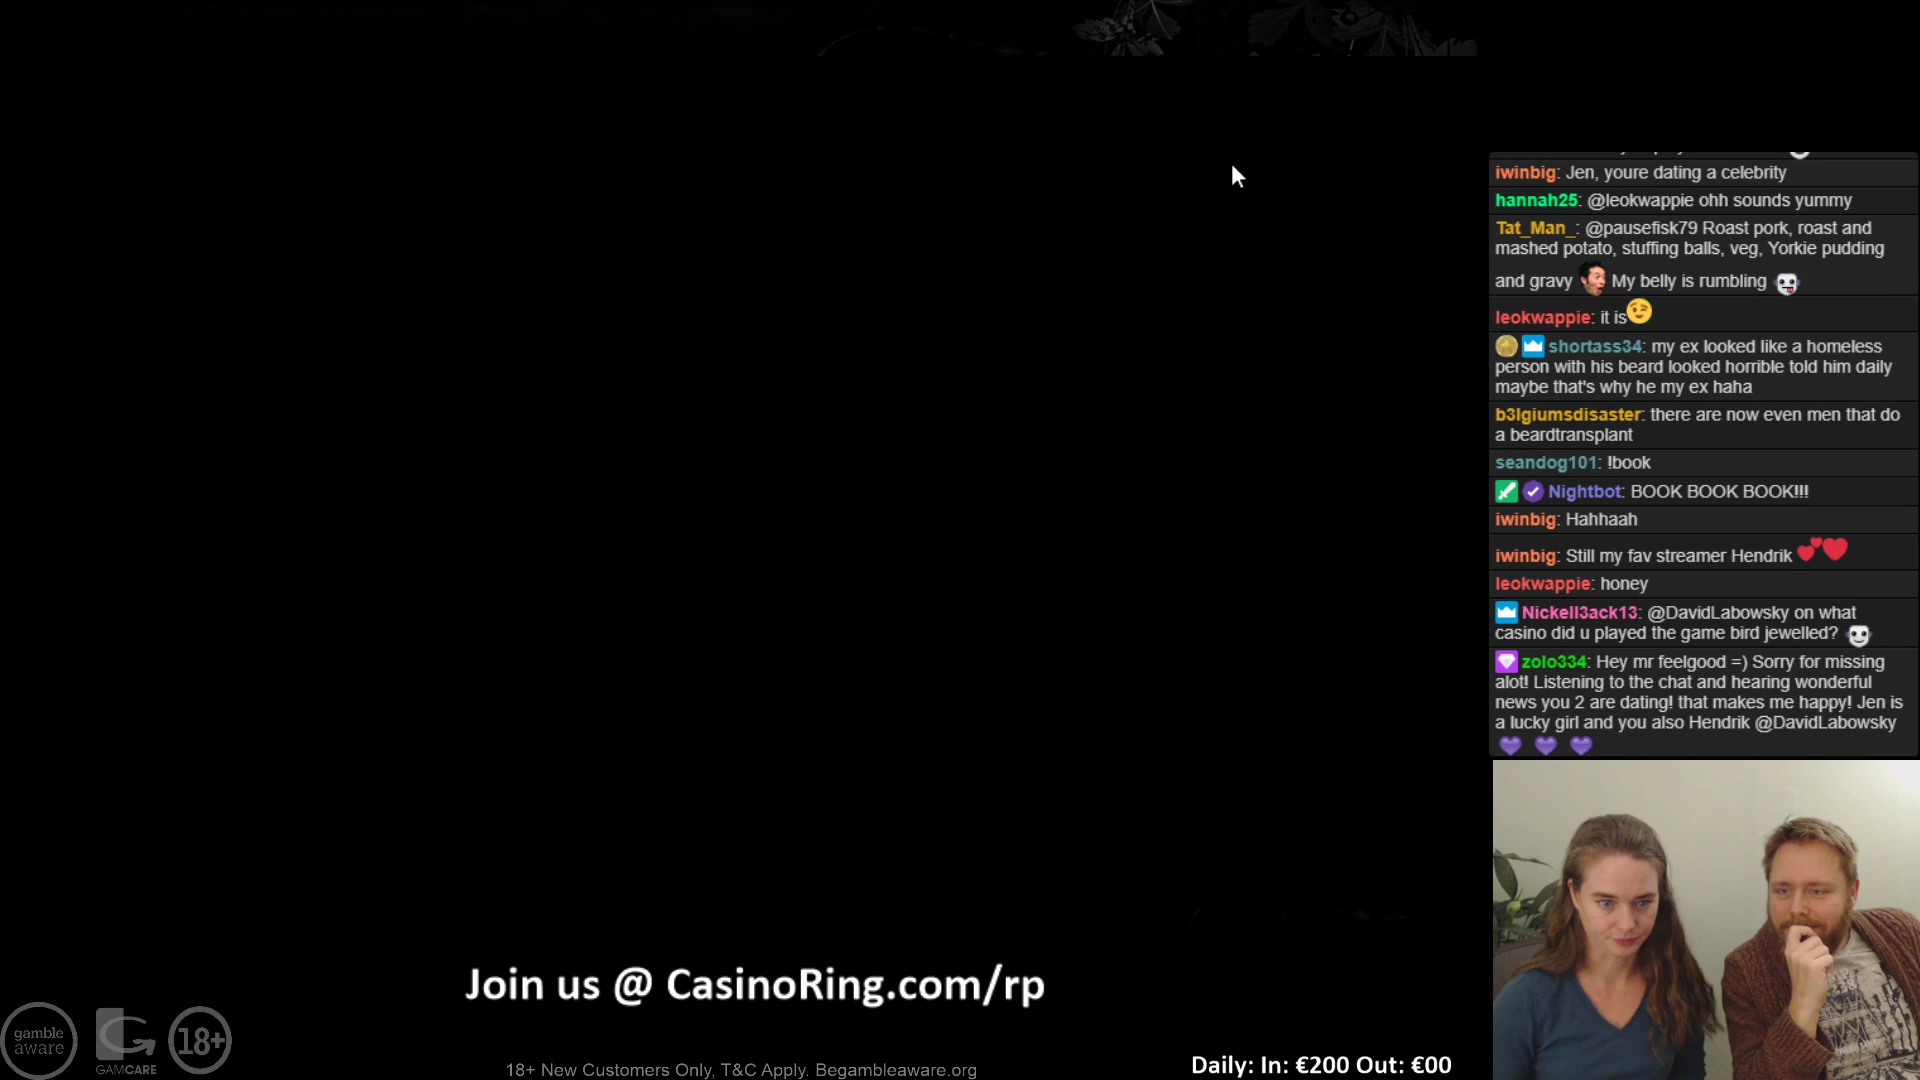 iwinbig: Jen, youre dating a celebrity
hannah25: @leokwappie ohh sounds yummy
Tat_Man_: @pausefisk79 Roast pork, roast and
mashed potato, stuffing balls, veg, Yorkie pudding
and gravy My belly is rumbling
leokwappie: it is
shortass34: my ex looked like a homeless
person with his beard looked horrible told him daily
maybe that's why he my ex haha
b3lgiumsdisaster: there are now even men that do
a beardtransplant
seandog101: !book
Nightbot: BOOK BOOK BOOK!!!
iwinbig: Hahhaah
iwinbig: Still my fav streamer Hendrik
leokwappie: honey
Nickell3ack13: @DavidLabowsky on what
casino did u played the game bird jewelled?
zolo334: Hey mr feelgood =) Sorry for missing
alot! Listening to the chat and hearing wonderful
news you 2 are dating! that makes me happy! Jen is
a lucky girl and you also Hendrik @DavidLabowsky
Join us @ CasinoRing.com/rp
gamble
aware
GAMCARE
18+
18+ New Customers Only, T&C Apply. Begambleaware.org
Daily: In: €200 Out: €00